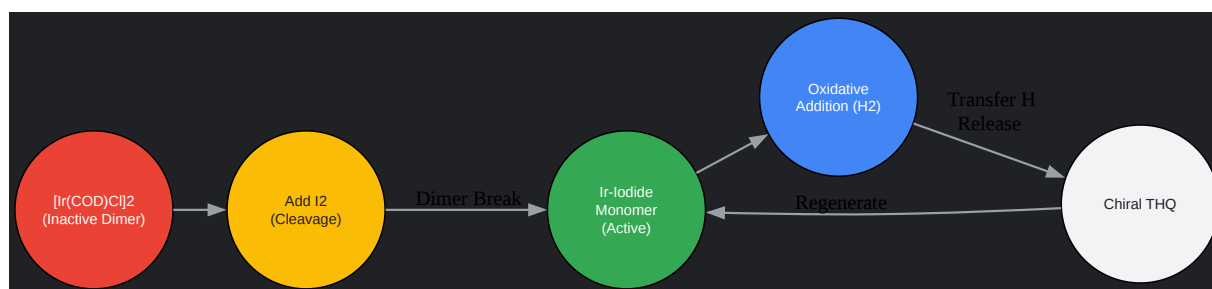 [Ir(COD)Cl]2
(Inactive Dimer)
Add I2
(Cleavage)
Dimer Break
Ir-Iodide
Monomer
(Active)
Oxidative
Addition (H2)
Transfer H
Release
Regenerate
Chiral THQ